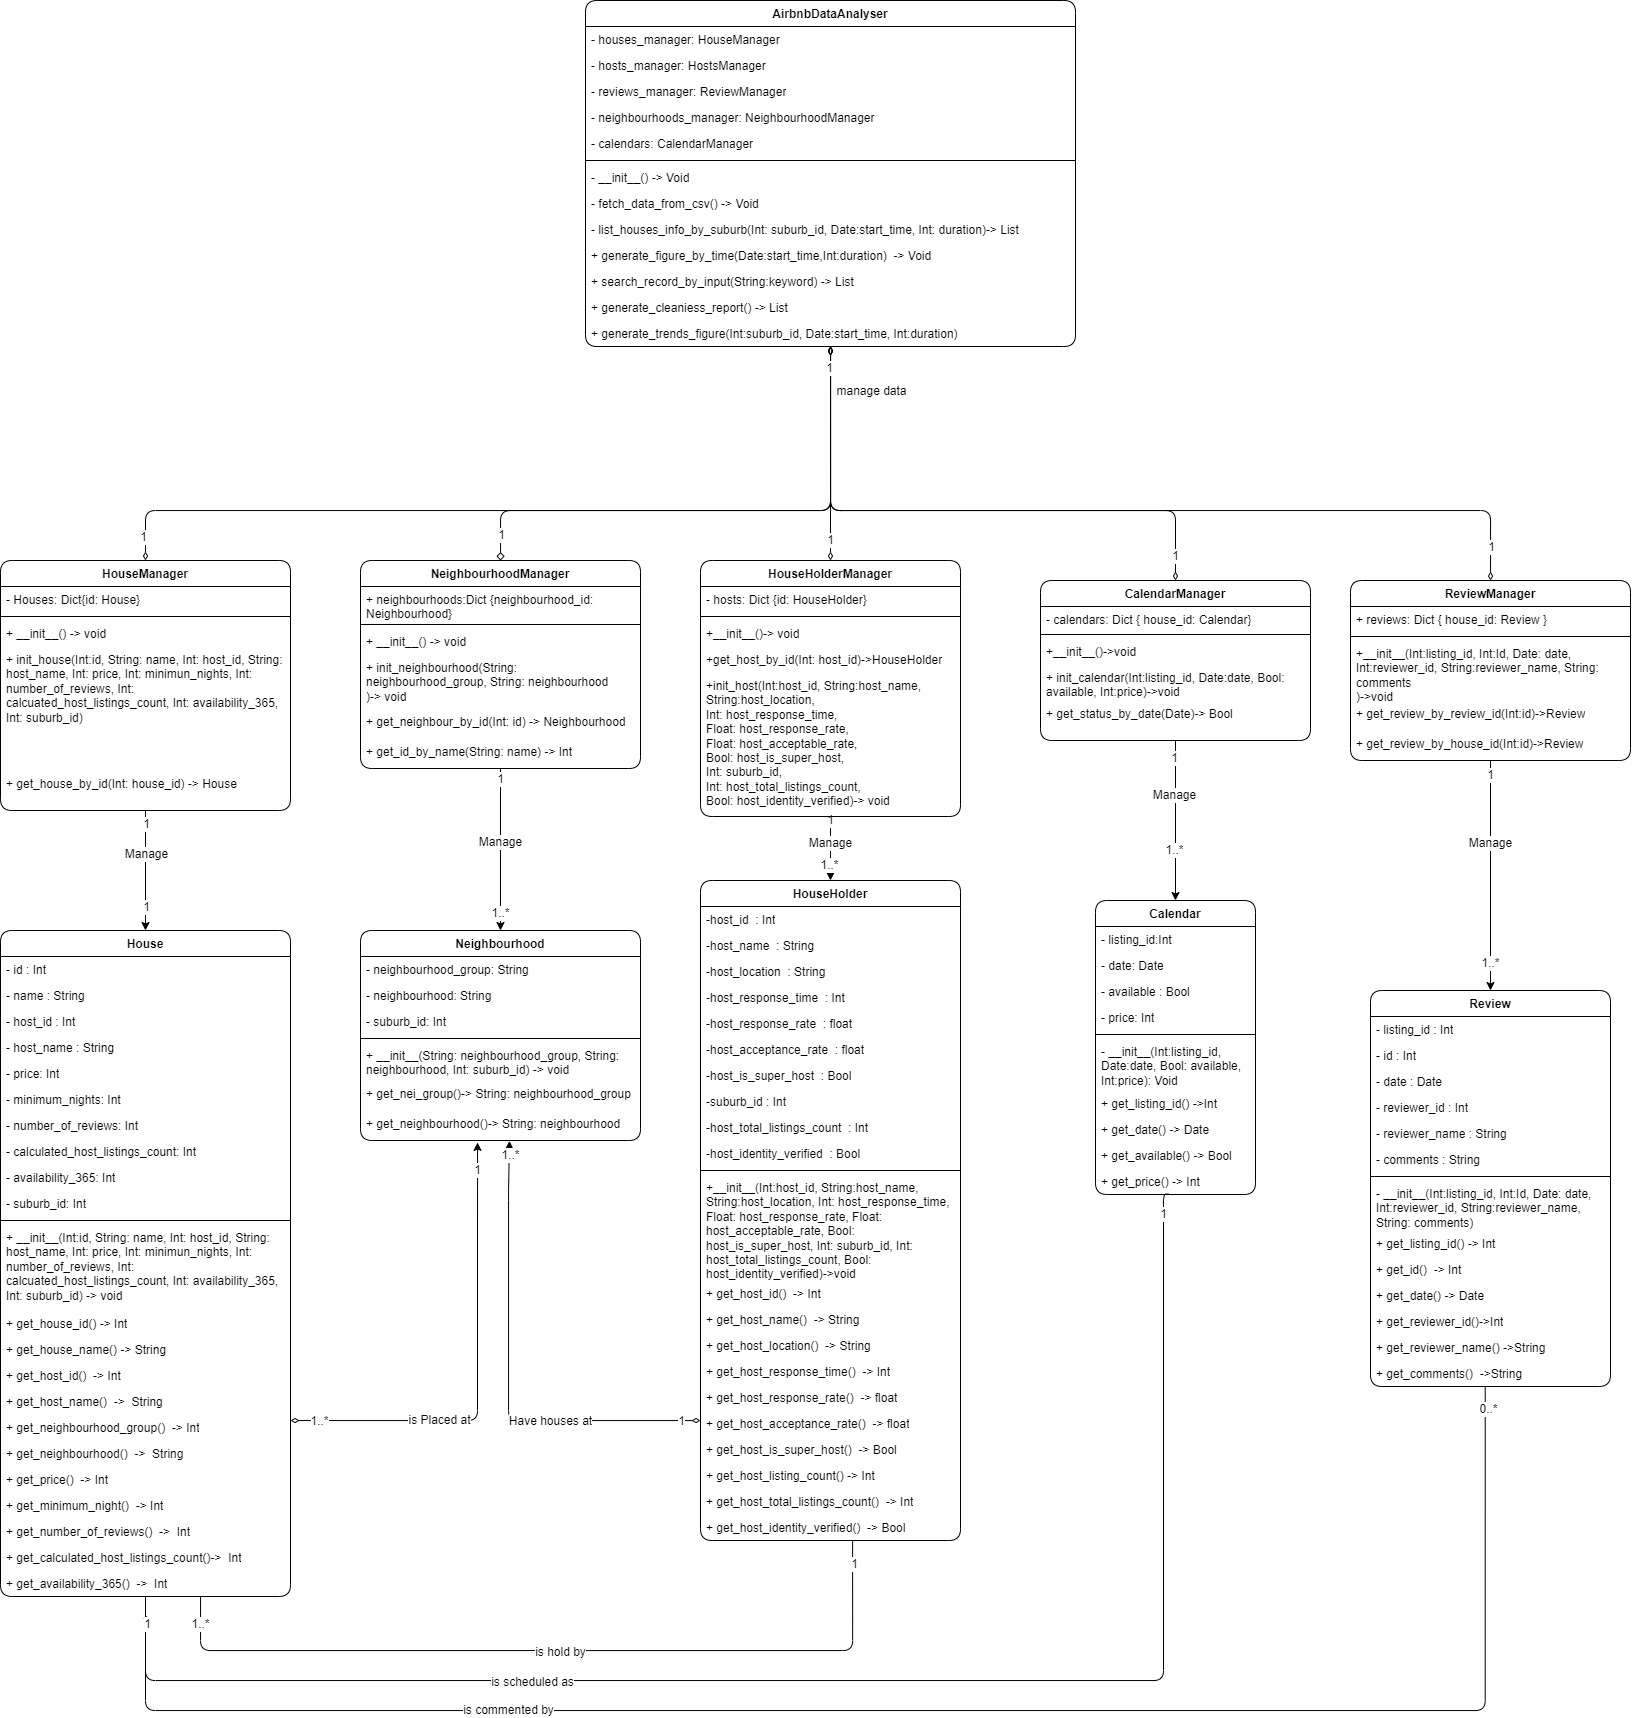 AirbnbDataAnalyser
- houses_manager: HouseManager
- hosts_manager: HostsManager
- reviews_manager: ReviewManager
- neighbourhoods_manager: NeighbourhoodManager
- calendars: CalendarManager
- __init__() -> Void
- fetch_data_from_csv() -> Void
- list_houses_info_by_suburb(Int: suburb_id, Date:start_time, Int: duration)-> List
+ generate_figure_by_time(Date:start_time,Int:duration)  -> Void
+ search_record_by_input(String:keyword) -> List
+ generate_cleaniess_report() -> List
+ generate_trends_figure(Int:suburb_id, Date:start_time, Int:duration)
1
manage data
1
1
1
1
1
HouseManager
- Houses: Dict{id: House}
+ __init__() -> void
+ init_house(Int:id, String: name, Int: host_id, String:
host_name, Int: price, Int: minimun_nights, Int:
number_of_reviews, Int:
calcuated_host_listings_count, Int: availability_365,
Int: suburb_id)
+ get_house_by_id(Int: house_id) -> House
1
Manage
1
NeighbourhoodManager
+ neighbourhoods:Dict {neighbourhood_id:
Neighbourhood}
+ __init__() -> void
+ init_neighbourhood(String:
neighbourhood_group, String: neighbourhood
)-> void
+ get_neighbour_by_id(Int: id) -> Neighbourhood
+ get_id_by_name(String: name) -> Int
1
Manage
1..*
HouseHolderManager
- hosts: Dict {id: HouseHolder}
+__init__()-> void
+get_host_by_id(Int: host_id)->HouseHolder
+init_host(Int:host_id, String:host_name,
String:host_location,
Int: host_response_time,
Float: host_response_rate,
Float: host_acceptable_rate,
Bool: host_is_super_host,
Int: suburb_id,
Int: host_total_listings_count,
Bool: host_identity_verified)-> void
1
Manage
1..*
CalendarManager
- calendars: Dict { house_id: Calendar}
+__init__()->void
+ init_calendar(Int:listing_id, Date:date, Bool:
available, Int:price)->void
+ get_status_by_date(Date)-> Bool
1
Manage
1..*
ReviewManager
+ reviews: Dict { house_id: Review }
+__init__(Int:listing_id, Int:Id, Date: date,
Int:reviewer_id, String:reviewer_name, String:
comments
)->void
+ get_review_by_review_id(Int:id)->Review
+ get_review_by_house_id(Int:id)->Review
1
Manage
1..*
House
- id : Int
- name : String
- host_id : Int
- host_name : String
- price: Int
- minimum_nights: Int
- number_of_reviews: Int
- calculated_host_listings_count: Int
- availability_365: Int
- suburb_id: Int
+ __init__(Int:id, String: name, Int: host_id, String:
host_name, Int: price, Int: minimun_nights, Int:
number_of_reviews, Int:
calcuated_host_listings_count, Int: availability_365,
Int: suburb_id) -> void
+ get_house_id() -> Int
+ get_house_name() -> String
+ get_host_id()  -> Int
+ get_host_name()  ->  String
+ get_neighbourhood_group()  -> Int
+ get_neighbourhood()  ->  String
+ get_price()  -> Int
+ get_minimum_night()  -> Int
+ get_number_of_reviews()  ->  Int
+ get_calculated_host_listings_count()->  Int
+ get_availability_365()  ->  Int
Neighbourhood
- neighbourhood_group: String
- neighbourhood: String
- suburb_id: Int
+ __init__(String: neighbourhood_group, String:
neighbourhood, Int: suburb_id) -> void
+ get_nei_group()-> String: neighbourhood_group
+ get_neighbourhood()-> String: neighbourhood
1
1..*
1..*
is Placed at
Have houses at
1
HouseHolder
-host_id  : Int
-host_name  : String
-host_location  : String
-host_response_time  : Int
-host_response_rate  : float
-host_acceptance_rate  : float
-host_is_super_host  : Bool
-suburb_id : Int
-host_total_listings_count  : Int
-host_identity_verified  : Bool
+__init__(Int:host_id, String:host_name,
String:host_location, Int: host_response_time,
Float: host_response_rate, Float:
host_acceptable_rate, Bool:
host_is_super_host, Int: suburb_id, Int:
host_total_listings_count, Bool:
host_identity_verified)->void
+ get_host_id()  -> Int
+ get_host_name()  -> String
+ get_host_location()  -> String
+ get_host_response_time()  -> Int
+ get_host_response_rate()  -> float
+ get_host_acceptance_rate()  -> float
+ get_host_is_super_host()  -> Bool
+ get_host_listing_count() -> Int
+ get_host_total_listings_count()  -> Int
+ get_host_identity_verified()  -> Bool
Calendar
- listing_id:Int
- date: Date
- available : Bool
- price: Int
- __init__(Int:listing_id,
Date:date, Bool: available,
Int:price): Void
+ get_listing_id() ->Int
+ get_date() -> Date
+ get_available() -> Bool
+ get_price() -> Int
1
Review
- listing_id : Int
- id : Int
- date : Date
- reviewer_id : Int
- reviewer_name : String
- comments : String
- __init__(Int:listing_id, Int:Id, Date: date,
Int:reviewer_id, String:reviewer_name,
String: comments)
+ get_listing_id() -> Int
+ get_id()  -> Int
+ get_date() -> Date
+ get_reviewer_id()->Int
+ get_reviewer_name() ->String
+ get_comments()  ->String
0..*
1
1
1..*
is hold by
is scheduled as
is commented by